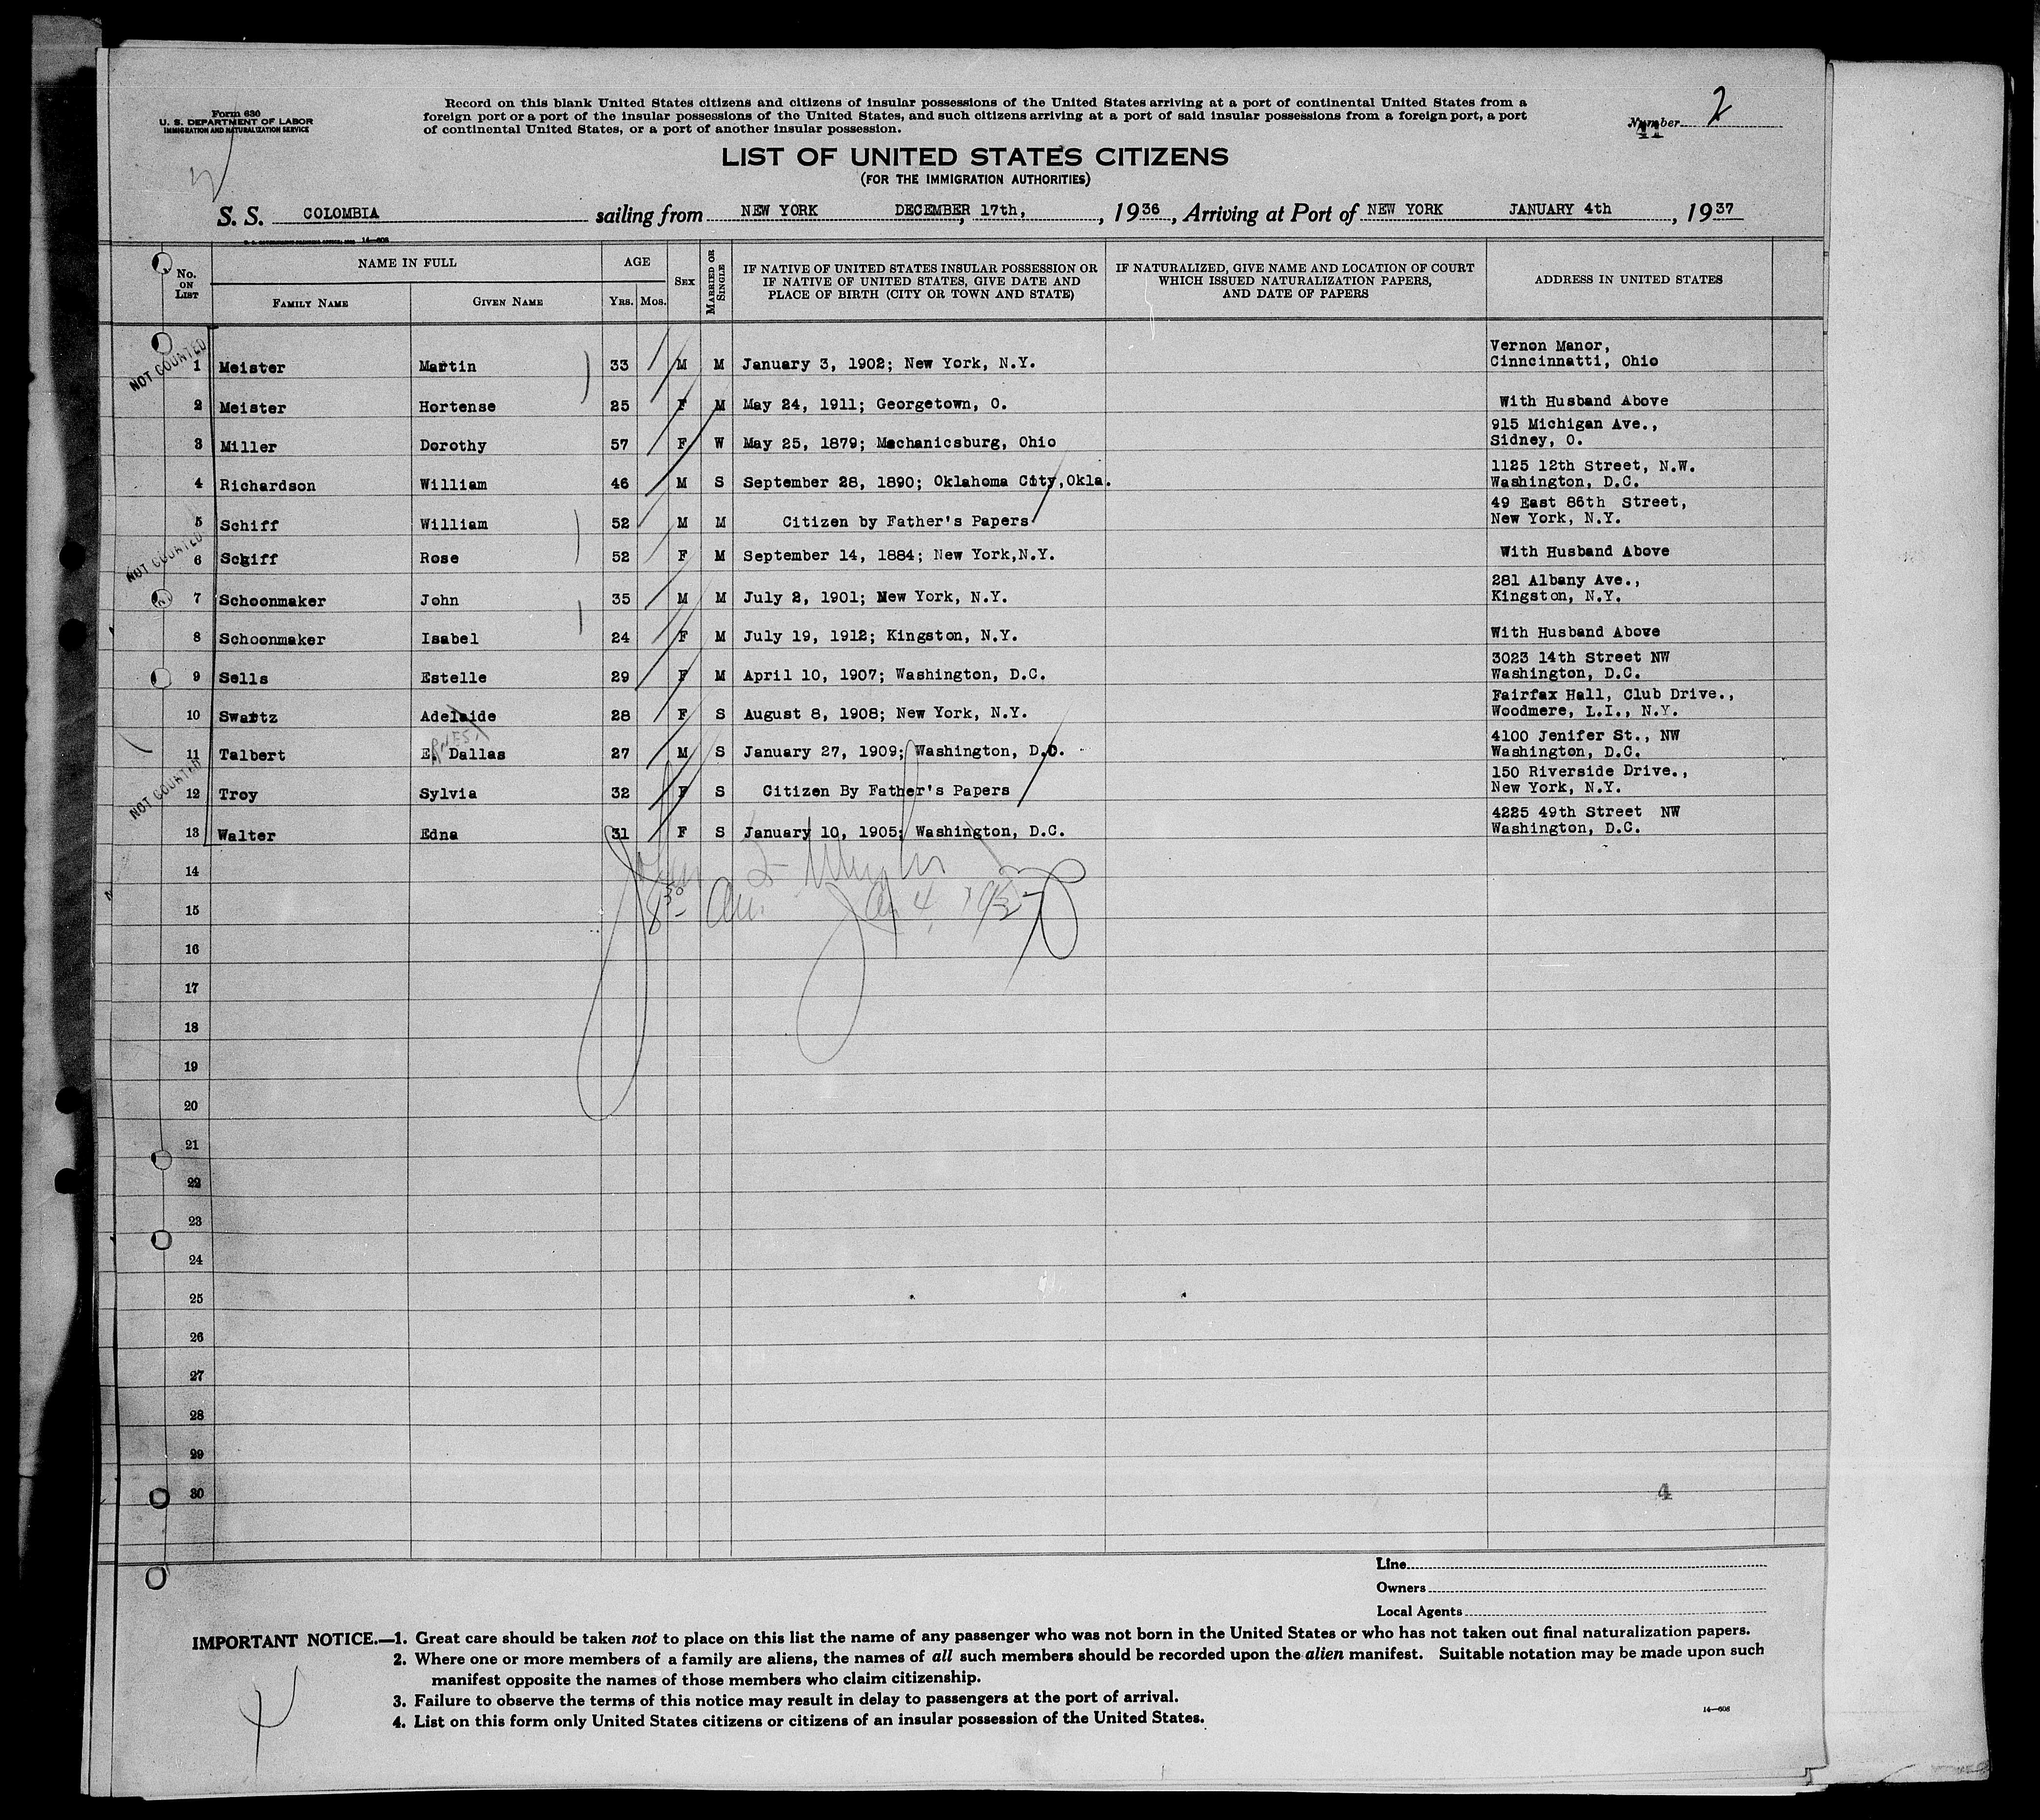 Form 630
U. S. DEPARTMENT OF LABOR
IMMIGRATION AND NATURALIZATION SERVICE
Record on this blank United States citizens and citizens of insular possessions of the United States arriving at a port of continental United States from a
foreign port or a port of the insular possessions of the United States, and such citizens arriving at a port of said insular possessions from a foreign port, a port
of continental United States, or a port of another insular possession.
Number 2
LIST OF UNITED STATES CITIZENS
(FOR THE IMMIGRATION AUTHORITIES)
S. S. COLOMBIA sailing from NEW YORK DECEMBER 17th, , 1936, Arriving at Port of NEW YORK JANUARY 4th , 1937
14—608
No. ON LIST
NAME IN FULL
FAMILY NAME
GIVEN NAME
AGE
Yrs. Mos.
SEX
MARRIED OR SINGLE
IF NATIVE OF UNITED STATES INSULAR POSSESSION OR
IF NATIVE OF UNITED STATES, GIVE DATE AND
PLACE OF BIRTH (CITY OR TOWN AND STATE)
IF NATURALIZED, GIVE NAME AND LOCATION OF COURT
WHICH ISSUED NATURALIZATION PAPERS,
AND DATE OF PAPERS
ADDRESS IN UNITED STATES
NOT COUNTED
Vernon Manor,
1 Meister Martin 33 M M January 3, 1902; New York, N.Y. Cinncinnatti, Ohio
2 Meister Hortense 25 F M May 24, 1911; Georgetown, O. With Husband Above
915 Michigan Ave.,
3 Miller Dorothy 57 F W May 25, 1879; Mechanicsburg, Ohio Sidney, O.
1125 12th Street, N.W.
4 Richardson William 46 M S September 28, 1890; Oklahoma City,Okla. Washington, D.C.
49 East 86th Street,
5 Schiff William 52 M M Citizen by Father's Papers New York, N.Y.
NOT COUNTED
6 Schiff Rose 52 F M September 14, 1884; New York,N.Y. With Husband Above
281 Albany Ave.,
7 Schoonmaker John 35 M M July 2, 1901; New York, N.Y. Kingston, N.Y.
8 Schoonmaker Isabel 24 F M July 19, 1912; Kingston, N.Y. With Husband Above
3023 14th Street NW
9 Sells Estelle 29 F M April 10, 1907; Washington, D.C. Washington, D.C.
Fairfax Hall, Club Drive.,
10 Swartz Adelaide 28 F S August 8, 1908; New York, N.Y. Woodmere, L.I., N.Y.
4100 Jenifer St., NW
11 Talbert E. Dallas 27 M S January 27, 1909; Washington, D.C. Washington, D.C.
NOT COUNTED
150 Riverside Drive.,
12 Troy Sylvia 32 F S Citizen By Father's Papers New York, N.Y.
4225 49th Street NW
13 Walter Edna 31 F S January 10, 1905; Washington, D.C. Washington, D.C.
14
15
16
17
18
19
20
21
22
23
24
25
26
27
28
29
30
4
Line
Owners
Local Agents
IMPORTANT NOTICE.—1. Great care should be taken not to place on this list the name of any passenger who was not born in the United States or who has not taken out final naturalization papers.
2. Where one or more members of a family are aliens, the names of all such members should be recorded upon the alien manifest. Suitable notation may be made upon such
manifest opposite the names of those members who claim citizenship.
3. Failure to observe the terms of this notice may result in delay to passengers at the port of arrival.
4. List on this form only United States citizens or citizens of an insular possession of the United States.
14—608